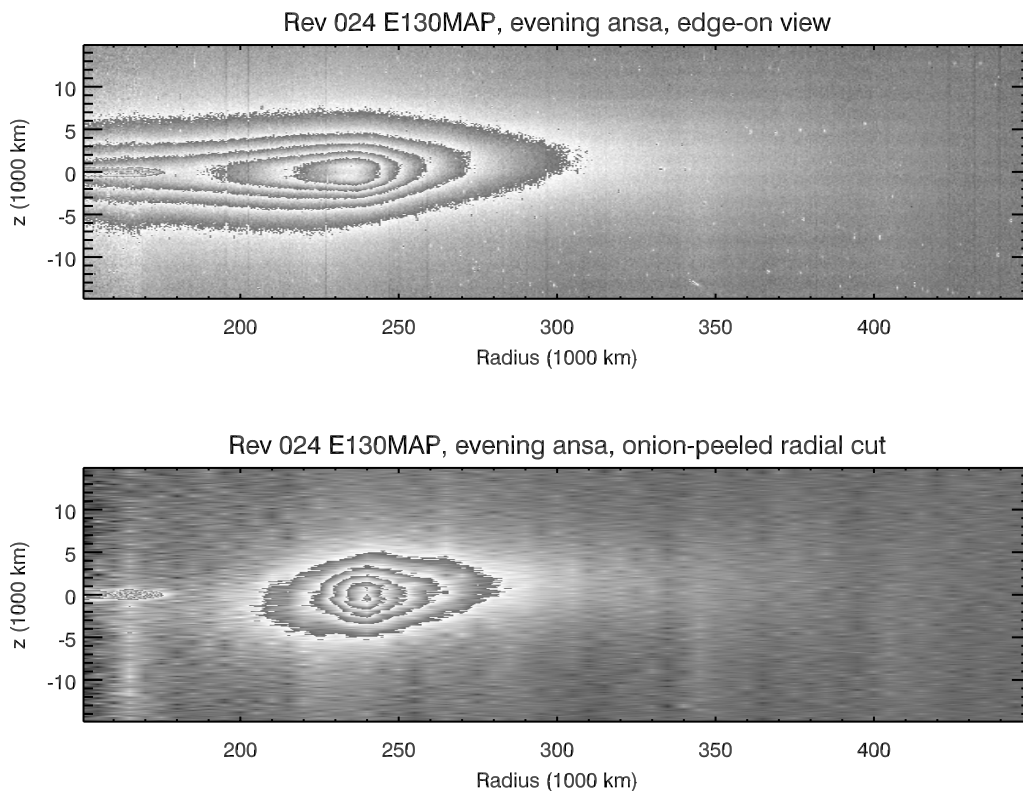 Rev 024 E130MAP, evening ansa, edge-on view
10
5
0
-5
-10
z (1000 km)
200 250 300 350 400
Radius (1000 km)
Rev 024 E130MAP, evening ansa, onion-peeled radial cut
10
5
0
-5
-10
z (1000 km)
200 250 300 350 400
Radius (1000 km)